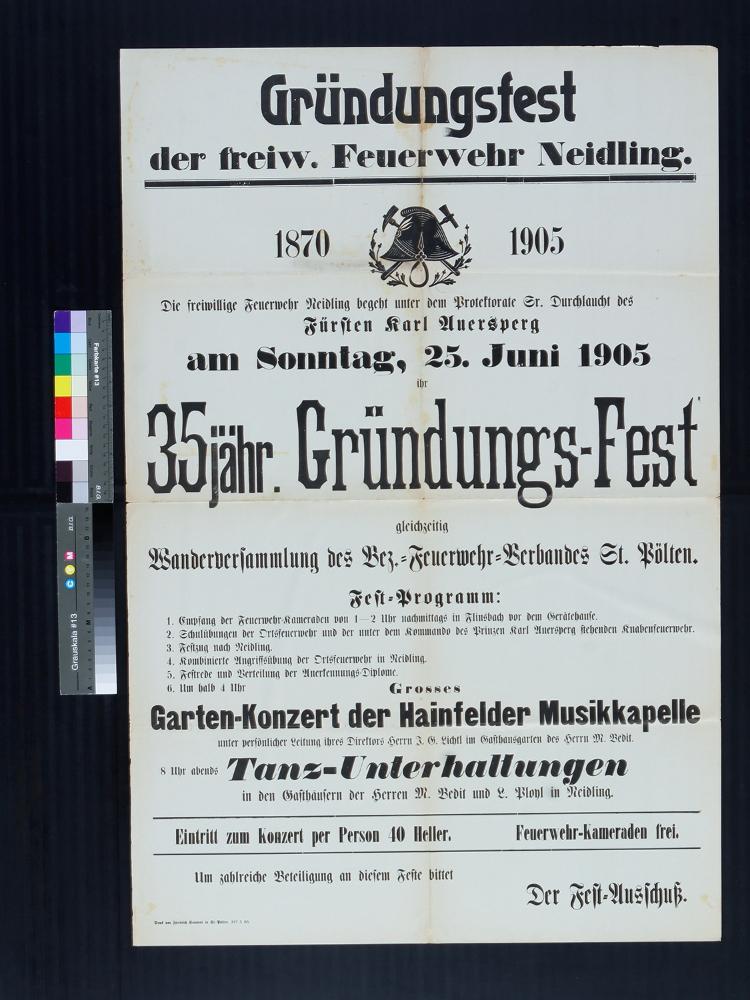 Gründungsfest
der freiw. Feuerwehr Neidling.
1870 1905
Die freiwillige Feuerwehr Neidling begeht unter dem Protektorate Sr. Durchlaucht des
Fürsten Karl Auersperg
am Sonntag, 25. Juni 1905
ihr
35jähr. Gründungs-Fest
gleichzeitig
Wanderversammlung des Bez.-Feuerwehr-Verbandes St. Pölten.
Fest-Programm:
1. Empfang der Feuerwehr-Kameraden von 1—2 Uhr nachmittags in Flinsbach vor dem Gerätehause.
2. Schulübungen der Ortsfeuerwehr und der unter dem Kommando des Prinzen Karl Auersperg stehenden Knabenfeuerwehr.
3. Festzug nach Neidling.
4. Kombinierte Angriffsübung der Ortsfeuerwehr in Neidling.
5. Festrede und Verteilung der Anerkennungs-Diplome.
6. Um halb 4 Uhr Grosses
Garten-Konzert der Hainfelder Musikkapelle
unter persönlicher Leitung ihres Direktors Herrn J. G. Lichtl im Gasthausgarten des Herrn M. Bedit.
8 Uhr abends Tanz-Unterhaltungen
in den Gasthäusern der Herren M. Bedit und L. Ployl in Neidling.
Eintritt zum Konzert per Person 40 Heller. Feuerwehr-Kameraden frei.
Um zahlreiche Beteiligung an diesem Feste bittet
Der Fest-Ausschuß.
Farbkarte #13
B.I.G.
Grauskala #13
B.I.G.
C Y M